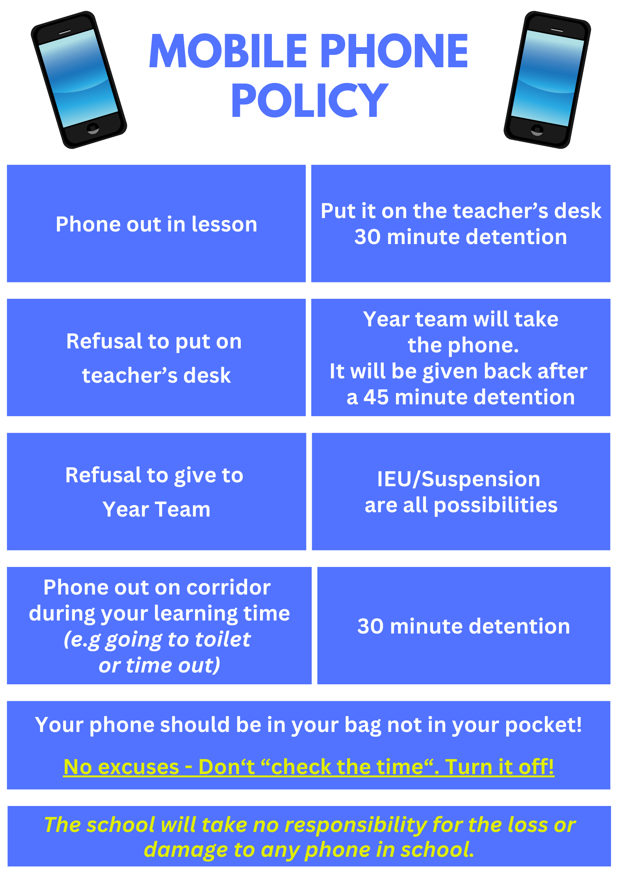 MOBILE PHONE
POLICY
Phone out in lesson
Put it on the teacher’s desk
30 minute detention
Refusal to put on
teacher’s desk
Year team will take
the phone.
It will be given back after
a 45 minute detention
Refusal to give to
Year Team
IEU/Suspension
are all possibilities
Phone out on corridor
during your learning time
(e.g going to toilet
or time out)
30 minute detention
Your phone should be in your bag not in your pocket!
No excuses - Don‘t “check the time“. Turn it off!
The school will take no responsibility for the loss or
damage to any phone in school.